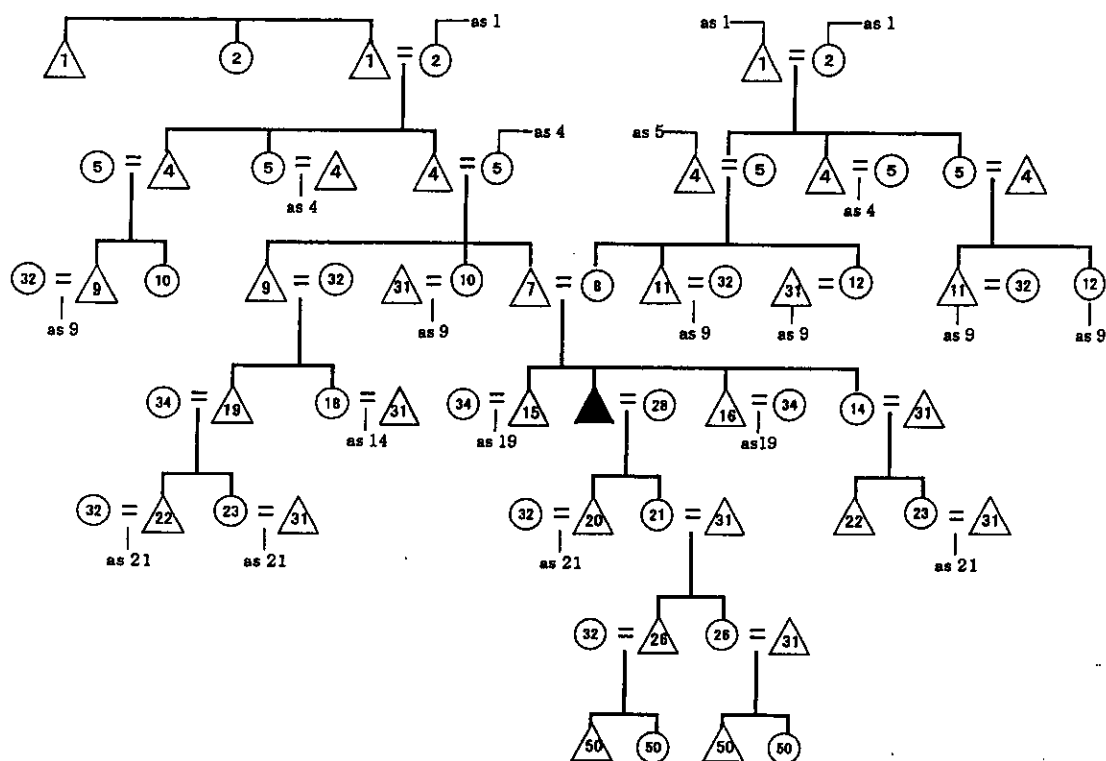 as 1 as 1 as 1
1 2 1 = 2 1 = 2
as 4 as 5
5 = 4 5 = 4 4 = 5 4 = 5 4 = 5 5 = 4
as 4 as 4
32 = 9 10 9 = 32 31 = 10 7 = 8 11 = 32 31 = 12 11 = 32 12
as 9 as 9 as 9 as 9 as 9 as 9
34 = 19 18 = 31 34 = 15 = 28 16 = 34 14 = 31
as 14 as 19 as19
32 = 22 23 = 31 32 = 20 21 = 31 22 23 = 31
as 21 as 21 as 21 as 21
32 = 26 26 = 31
50 50 50 50